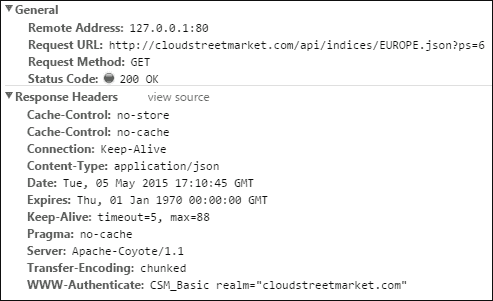 General
Remote Address: 127.0.0.1:80
Request URL: http://cloudstreetmarket.com/api/indices/EUROPE.json?ps=6
Request Method: GET
Status Code: 200 OK
Response Headers view source
Cache-Control: no-store
Cache-Control: no-cache
Connection: Keep-Alive
Content-Type: application/json
Date: Tue, 05 May 2015 17:10:45 GMT
Expires: Thu, 01 Jan 1970 00:00:00 GMT
Keep-Alive: timeout=5, max=88
Pragma: no-cache
Server: Apache-Coyote/1.1
Transfer-Encoding: chunked
WWW-Authenticate: CSM_Basic realm="cloudstreetmarket.com"